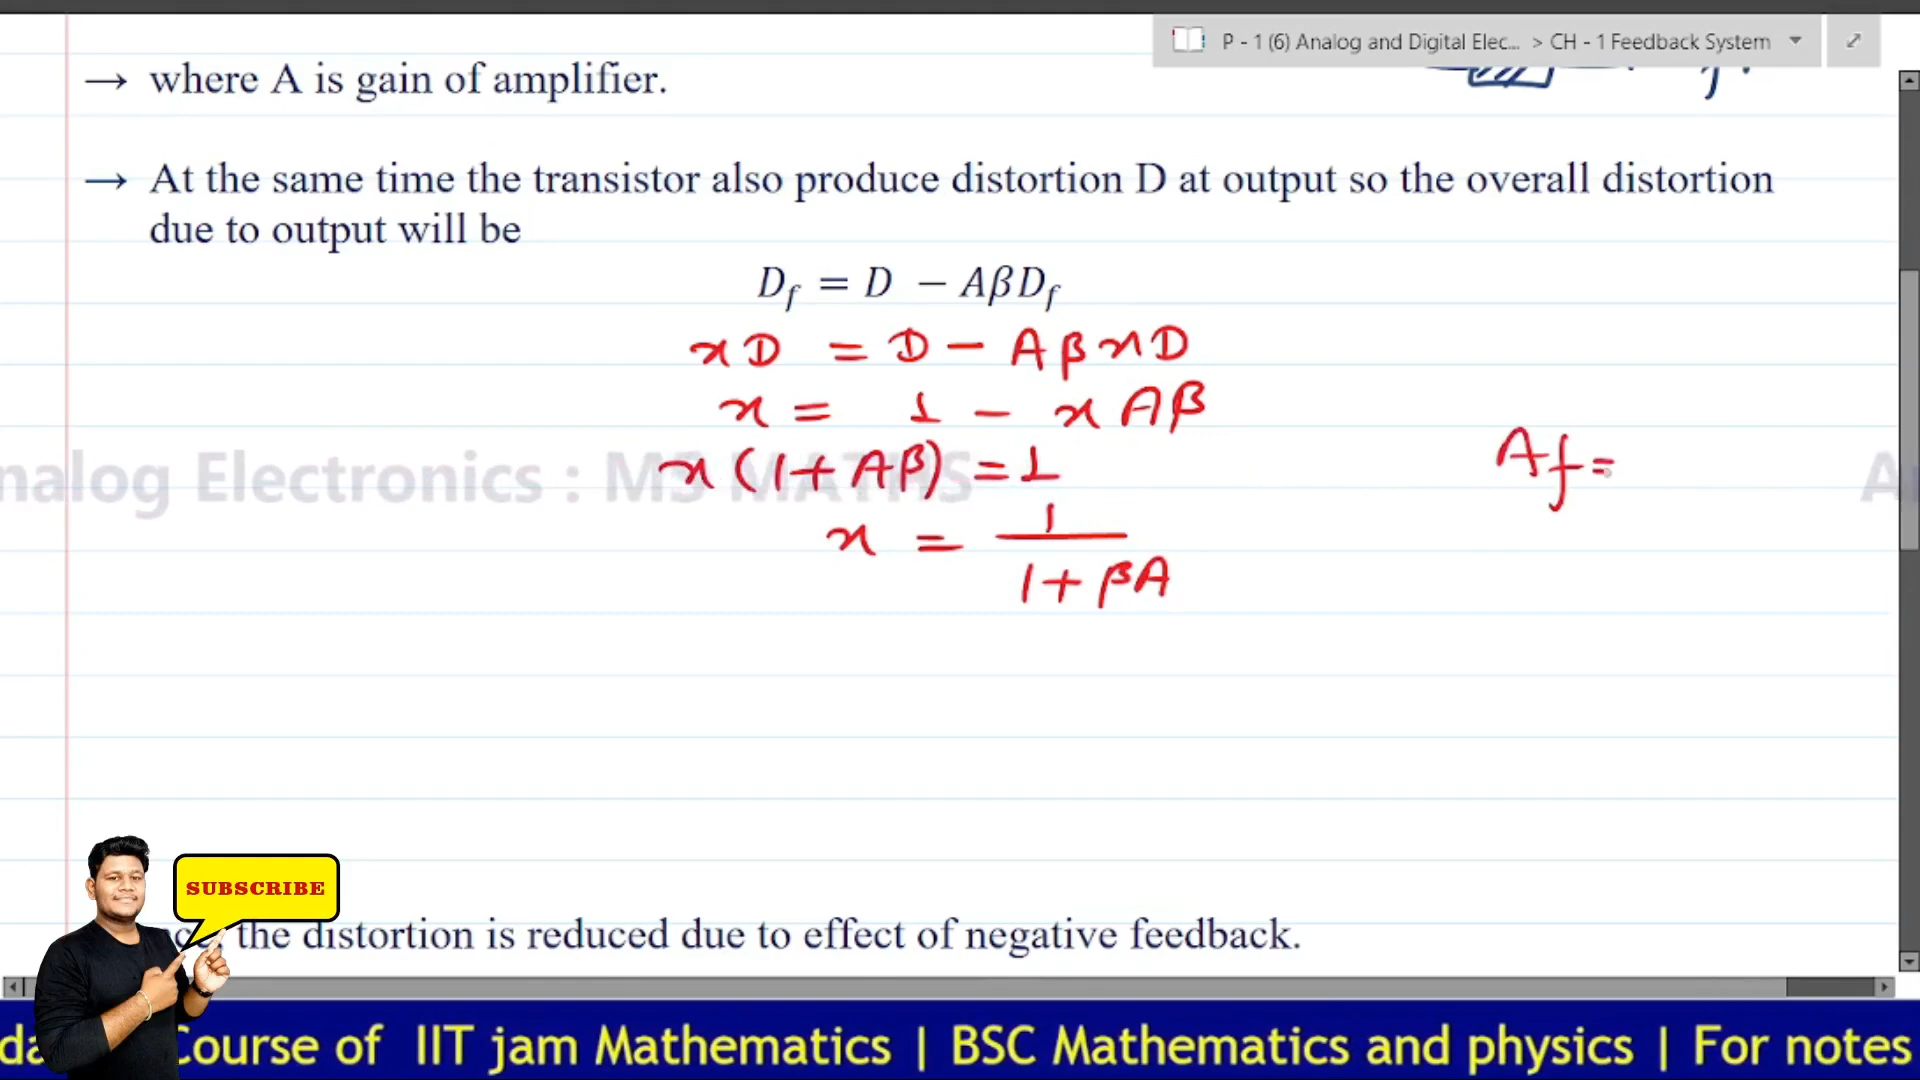 P - 1 (6) Analog and Digital Elec... > CH - 1 Feedback System
→ where A is gain of amplifier.
→ At the same time the transistor also produce distortion D at output so the overall distortion
due to output will be
D_f = D − AβD_f
xD = D − AβxD
x = 1 − xAβ
x(1 + Aβ) = 1
x = 1 / (1 + βA)
A_f =
nalog Electronics : MS MATHS
SUBSCRIBE
the distortion is reduced due to effect of negative feedback.
Course of IIT jam Mathematics | BSC Mathematics and physics | For notes